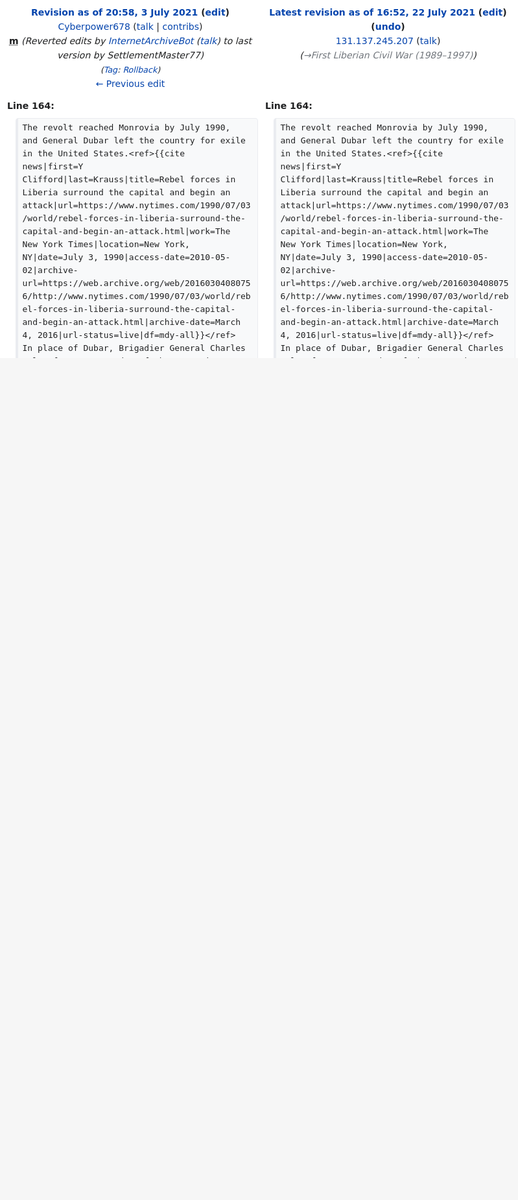 Revision as of 20:58, 3 July 2021 (edit)
Cyberpower678 (talk | contribs)
m (Reverted edits by InternetArchiveBot (talk) to last
version by SettlementMaster77)
(Tag: Rollback)
← Previous edit
Latest revision as of 16:52, 22 July 2021 (edit)
(undo)
131.137.245.207 (talk)
(→First Liberian Civil War (1989–1997))
Line 164:
The revolt reached Monrovia by July 1990,
and General Dubar left the country for exile
in the United States.<ref>{{cite
news|first=Y
Clifford|last=Krauss|title=Rebel forces in
Liberia surround the capital and begin an
attack|url=https://www.nytimes.com/1990/07/03
/world/rebel-forces-in-liberia-surround-the-
capital-and-begin-an-attack.html|work=The
New York Times|location=New York,
NY|date=July 3, 1990|access-date=2010-05-
02|archive-
url=https://web.archive.org/web/2016030408075
6/http://www.nytimes.com/1990/07/03/world/reb
el-forces-in-liberia-surround-the-capital-
and-begin-an-attack.html|archive-date=March
4, 2016|url-status=live|df=mdy-all}}</ref>
In place of Dubar, Brigadier General Charles
Line 164:
The revolt reached Monrovia by July 1990,
and General Dubar left the country for exile
in the United States.<ref>{{cite
news|first=Y
Clifford|last=Krauss|title=Rebel forces in
Liberia surround the capital and begin an
attack|url=https://www.nytimes.com/1990/07/03
/world/rebel-forces-in-liberia-surround-the-
capital-and-begin-an-attack.html|work=The
New York Times|location=New York,
NY|date=July 3, 1990|access-date=2010-05-
02|archive-
url=https://web.archive.org/web/2016030408075
6/http://www.nytimes.com/1990/07/03/world/reb
el-forces-in-liberia-surround-the-capital-
and-begin-an-attack.html|archive-date=March
4, 2016|url-status=live|df=mdy-all}}</ref>
In place of Dubar, Brigadier General Charles